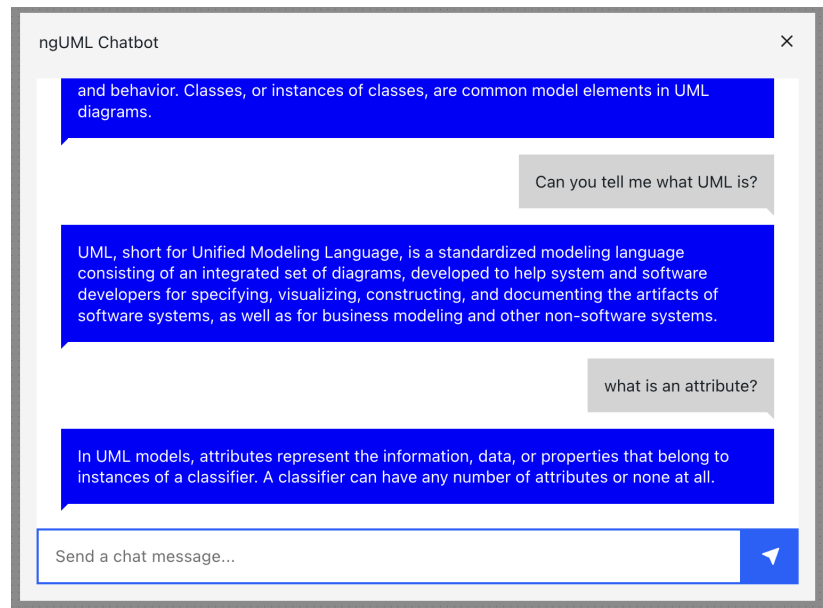 ngUML Chatbot
and behavior. Classes, or instances of classes, are common model elements in UML
diagrams.
Can you tell me what UML is?
UML, short for Unified Modeling Language, is a standardized modeling language
consisting of an integrated set of diagrams, developed to help system and software
developers for specifying, visualizing, constructing, and documenting the artifacts of
software systems, as well as for business modeling and other non-software systems.
what is an attribute?
In UML models, attributes represent the information, data, or properties that belong to
instances of a classifier. A classifier can have any number of attributes or none at all.
Send a chat message...